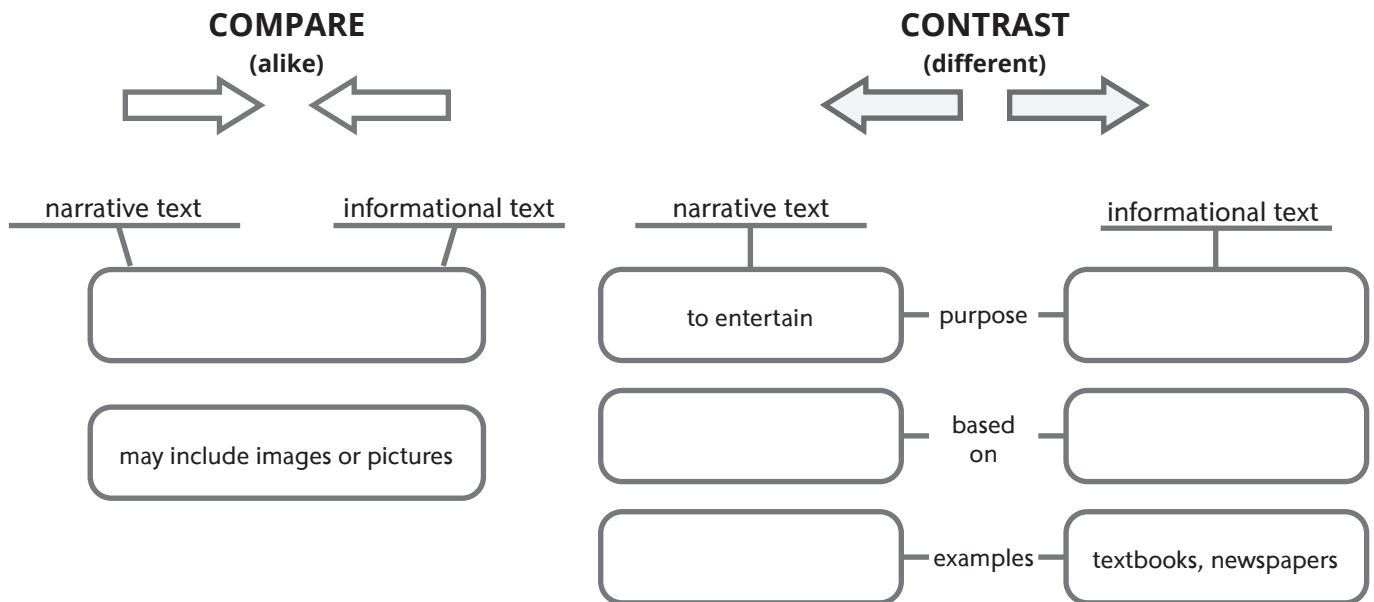 COMPARE
(alike)
narrative text
informational text
may include images or pictures
CONTRAST
(different)
narrative text
informational text
to entertain
purpose
based
on
examples
textbooks, newspapers